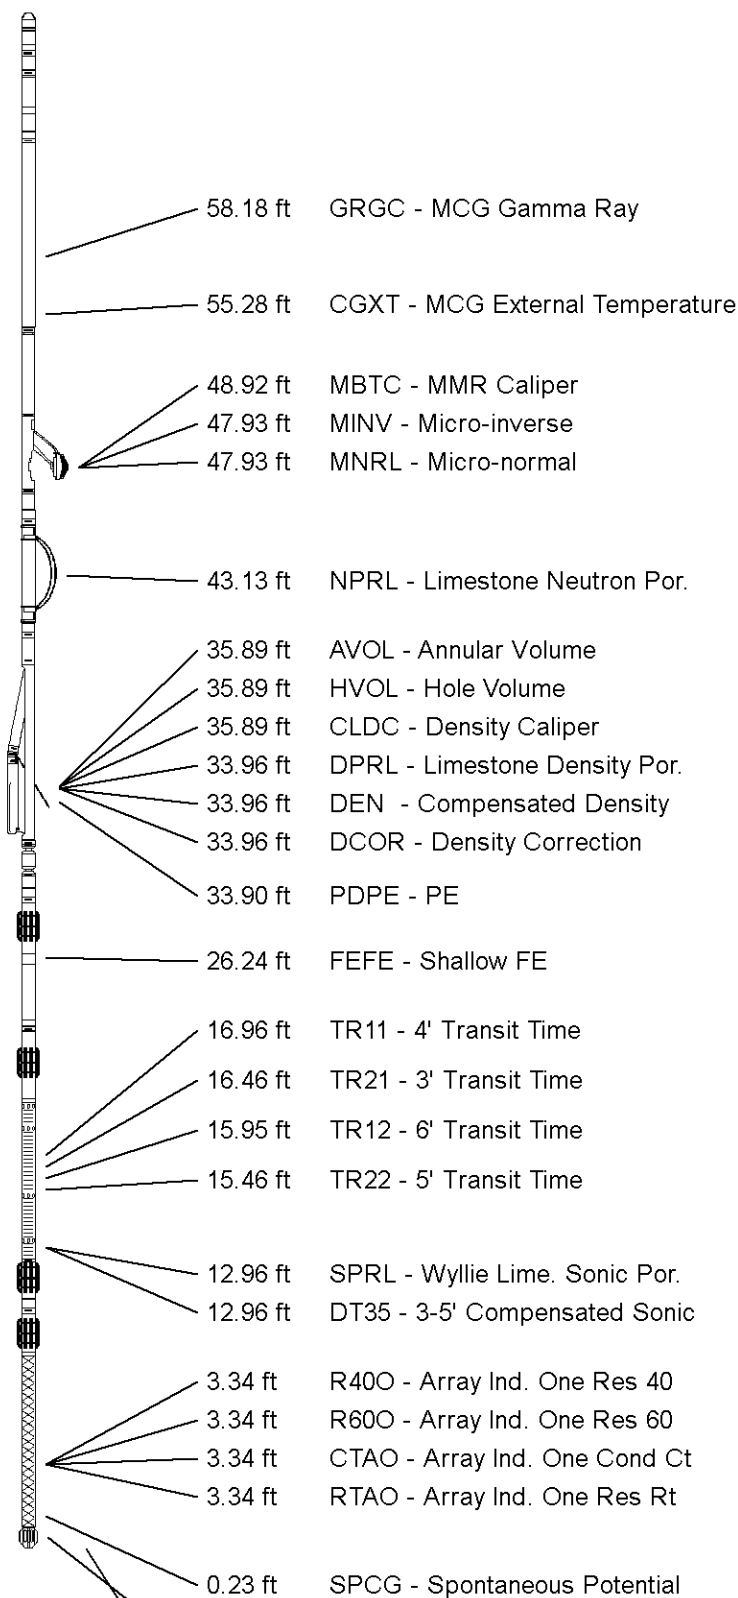 58.18 ft GRGC - MCG Gamma Ray
55.28 ft CGXT - MCG External Temperature
48.92 ft MBTC - MMR Caliper
47.93 ft MINV - Micro-inverse
47.93 ft MNRL - Micro-normal
43.13 ft NPRL - Limestone Neutron Por.
35.89 ft AVOL - Annular Volume
35.89 ft HVOL - Hole Volume
35.89 ft CLDC - Density Caliper
33.96 ft DPRL - Limestone Density Por.
33.96 ft DEN - Compensated Density
33.96 ft DCOR - Density Correction
33.90 ft PDPE - PE
26.24 ft FEFE - Shallow FE
16.96 ft TR11 - 4' Transit Time
16.46 ft TR21 - 3' Transit Time
15.95 ft TR12 - 6' Transit Time
15.46 ft TR22 - 5' Transit Time
12.96 ft SPRL - Wyllie Lime. Sonic Por.
12.96 ft DT35 - 3-5' Compensated Sonic
3.34 ft R40O - Array Ind. One Res 40
3.34 ft R60O - Array Ind. One Res 60
3.34 ft CTAO - Array Ind. One Cond Ct
3.34 ft RTAO - Array Ind. One Res Rt
0.23 ft SPCG - Spontaneous Potential